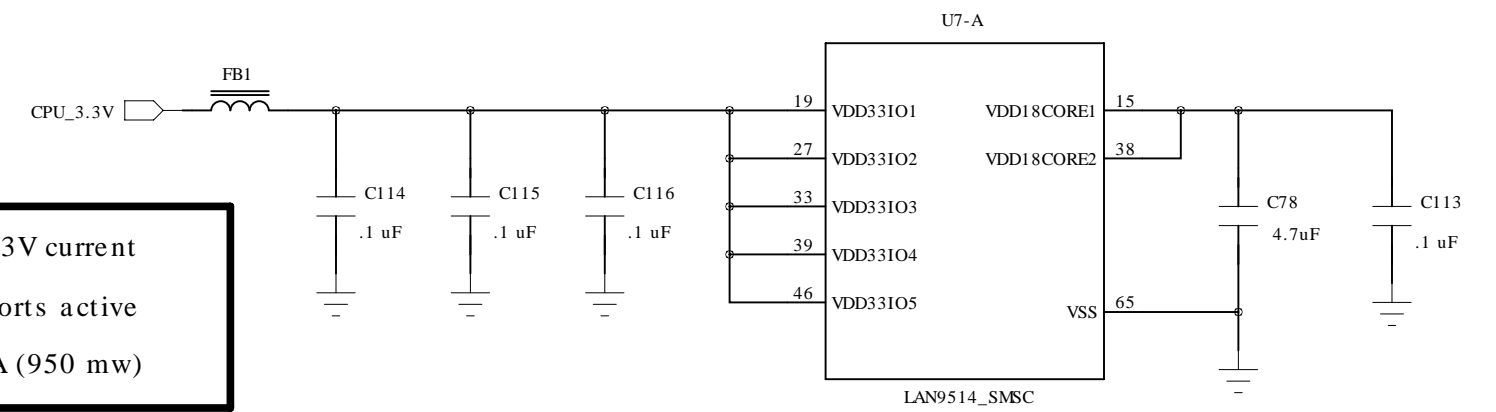 U7-A
FB1
CPU_3.3V
19 VDD33IO1
27 VDD33IO2
33 VDD33IO3
39 VDD33IO4
46 VDD33IO5
VDD18CORE1 15
VDD18CORE2 38
VSS 65
C114
.1 uF
C115
.1 uF
C116
.1 uF
C78
4.7uF
C113
.1 uF
3V current
orts active
A (950 mw)
LAN9514_SMSC